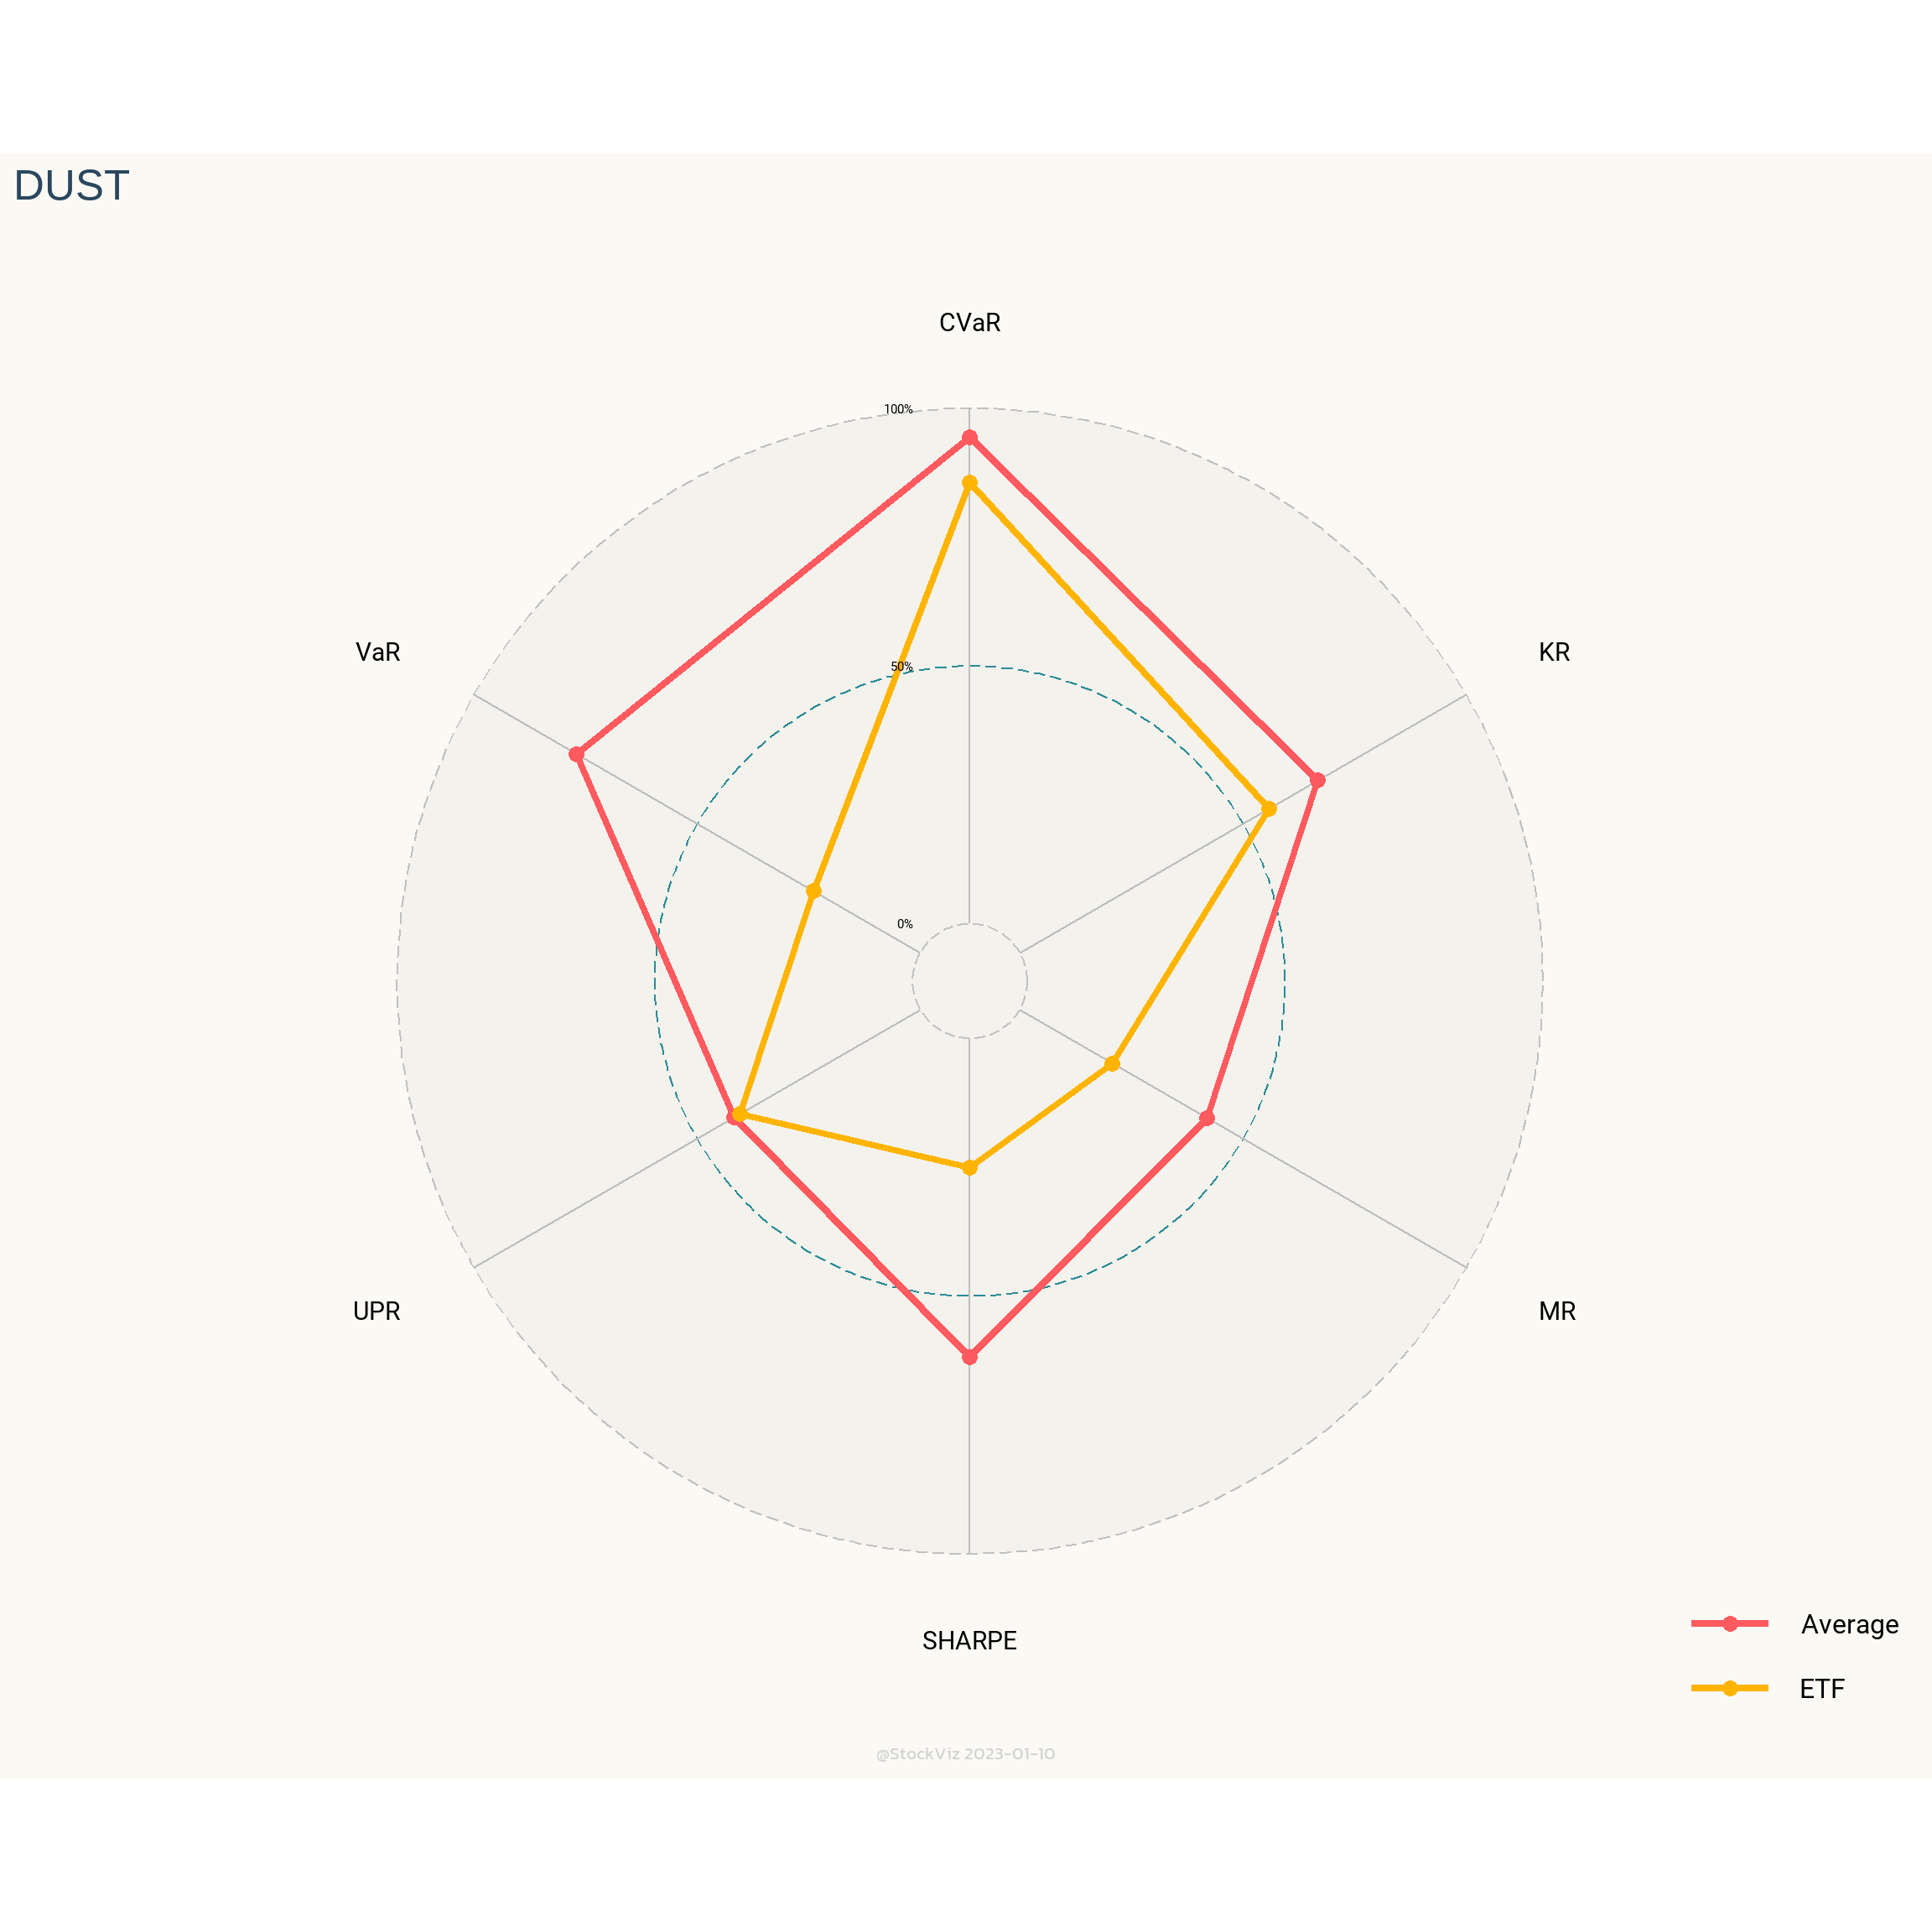 DUST
CVaR
100%
VaR
KR
50%
0%
UPR
MR
SHARPE
Average
ETF
@StockViz 2023-01-10